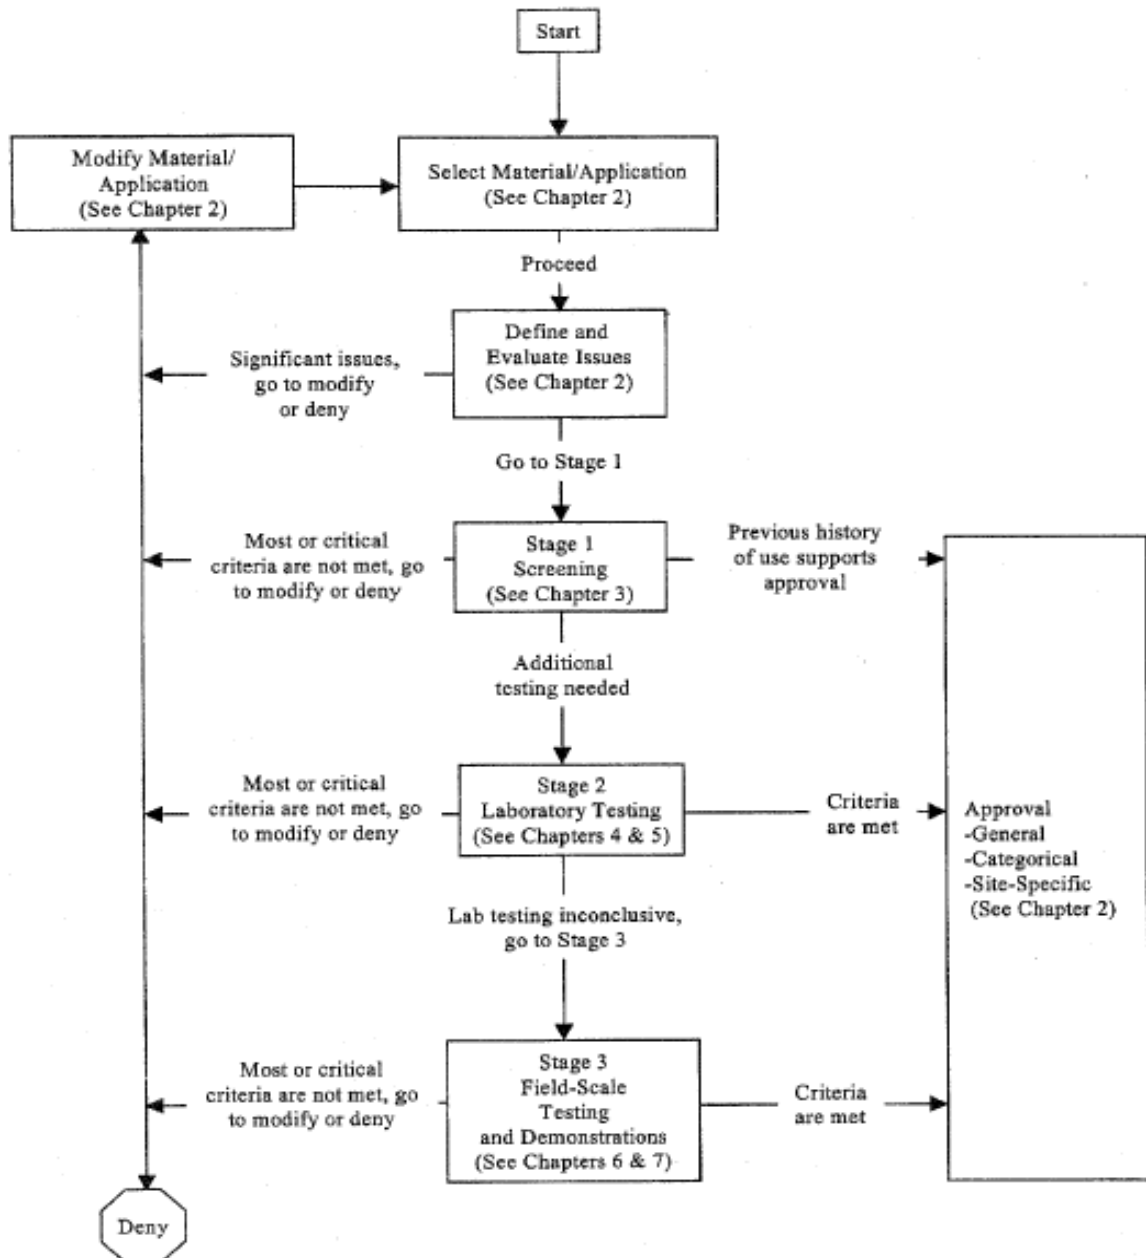 Start
Modify Material/
Application
(See Chapter 2)
Select Material/Application
(See Chapter 2)
Proceed
Define and
Evaluate Issues
(See Chapter 2)
Significant issues,
go to modify
or deny
Go to Stage 1
Most or critical
criteria are not met, go
to modify or deny
Stage 1
Screening
(See Chapter 3)
Previous history
of use supports
approval
Additional
testing needed
Most or critical
criteria are not met, go
to modify or deny
Stage 2
Laboratory Testing
(See Chapters 4 & 5)
Criteria
are met
Approval
-General
-Categorical
-Site-Specific
(See Chapter 2)
Lab testing inconclusive,
go to Stage 3
Most or critical
criteria are not met, go
to modify or deny
Stage 3
Field-Scale
Testing
and Demonstrations
(See Chapters 6 & 7)
Criteria
are met
Deny